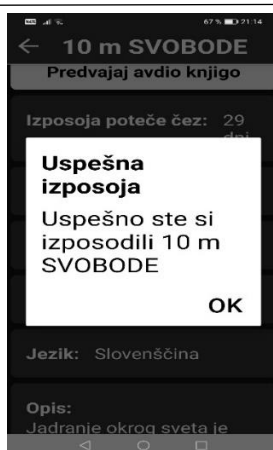 67 % 21:14
← 10 m SVOBODE
Predvajaj avdio knjigo
Izposoja poteče čez: 29
dni
Uspešna
izposoja
Uspešno ste si
izposodili 10 m
SVOBODE
OK
Jezik: Slovenščina
Opis:
Jadranje okrog sveta je